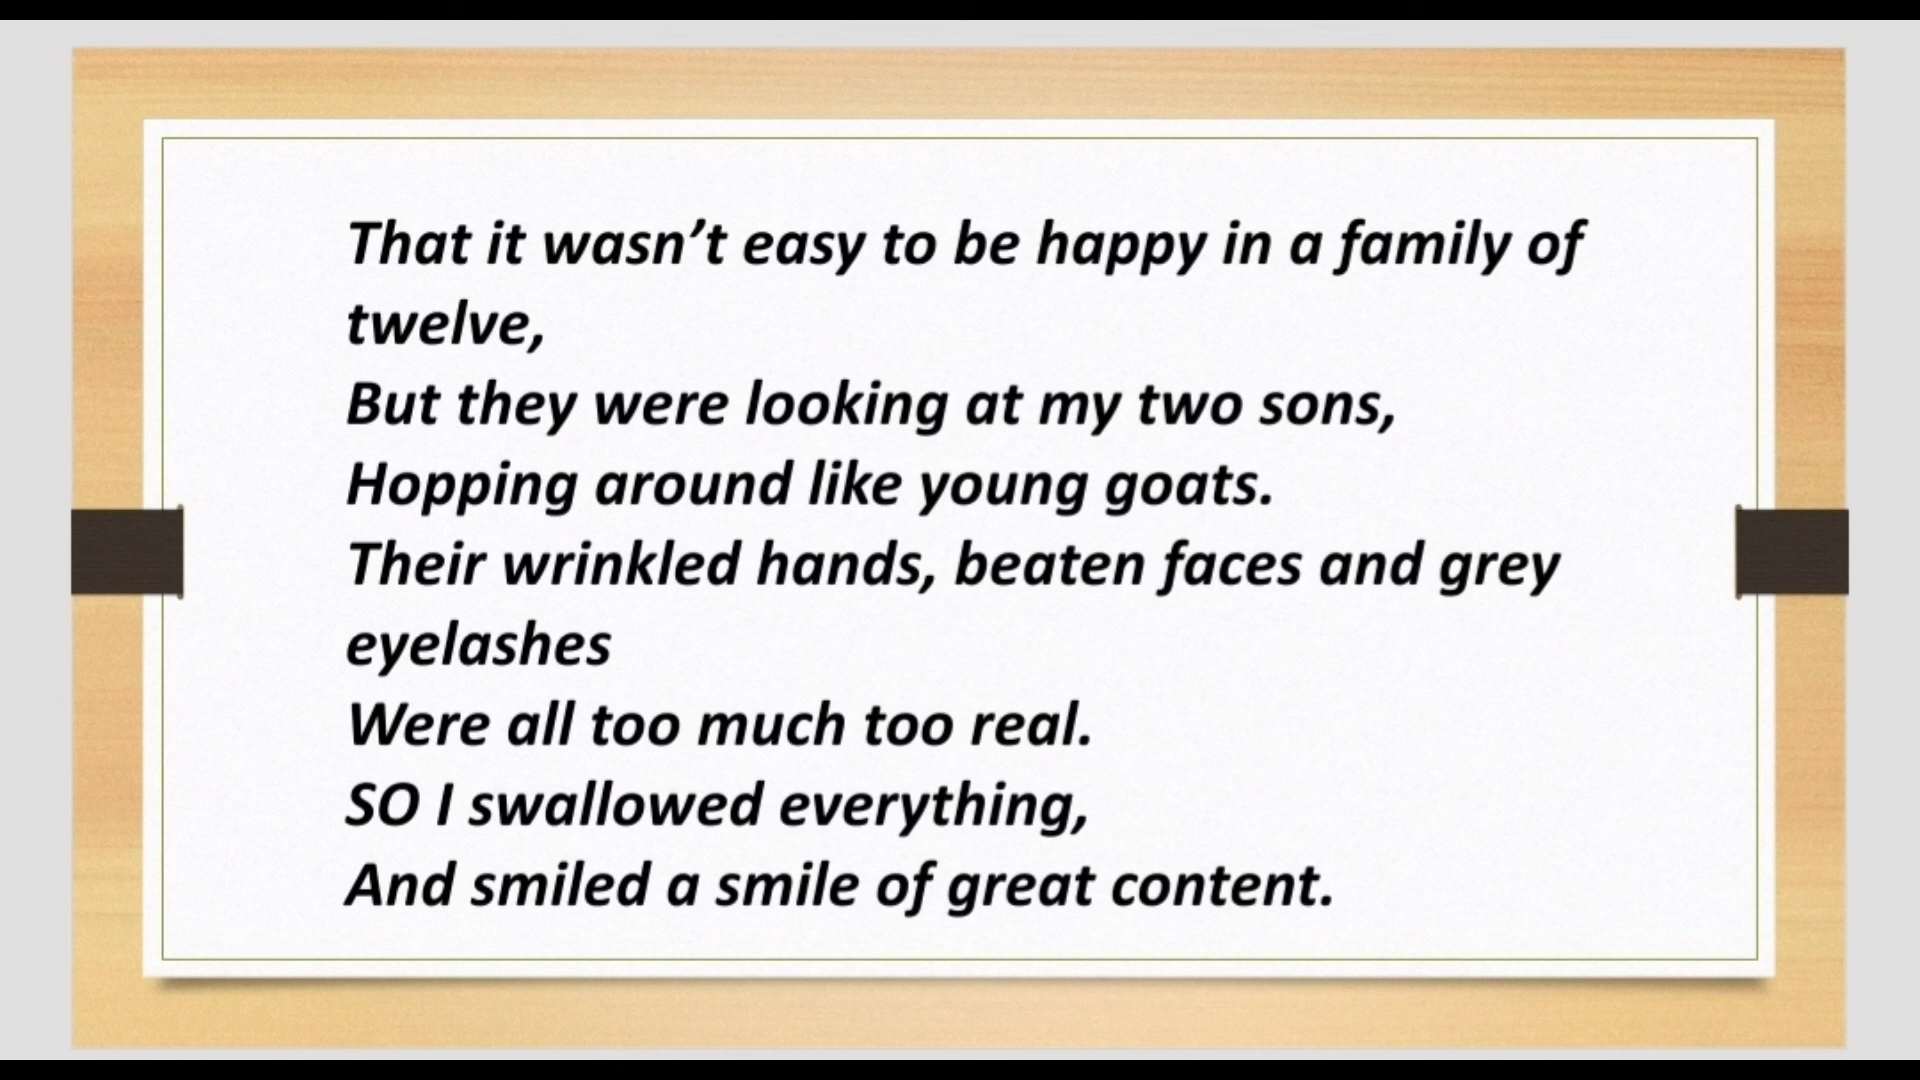 That it wasn’t easy to be happy in a family of
twelve,
But they were looking at my two sons,
Hopping around like young goats.
Their wrinkled hands, beaten faces and grey
eyelashes
Were all too much too real.
SO I swallowed everything,
And smiled a smile of great content.